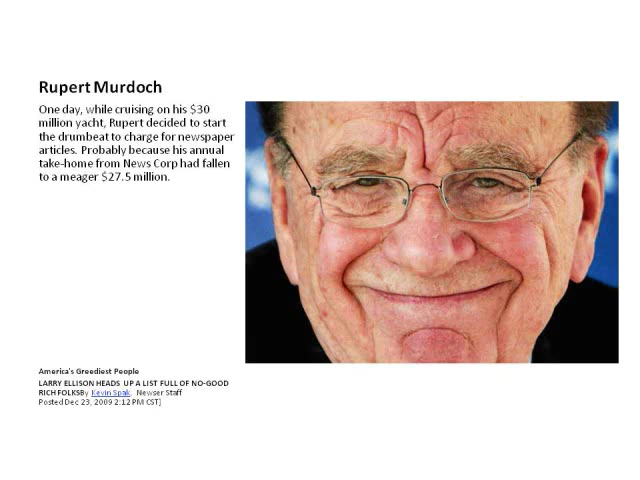 Rupert Murdoch
One day, while cruising on his $30
million yacht, Rupert decided to start
the drumbeat to charge for newspaper
articles. Probably because his annual
take-home from News Corp had fallen
to a meager $27.5 million.
America's Greediest People
LARRY ELLISON HEADS UP A LIST FULL OF NO-GOOD
RICH FOLKSBy Kevin Spak, Newser Staff
Posted Dec 23, 2009 2:12 PM CST]